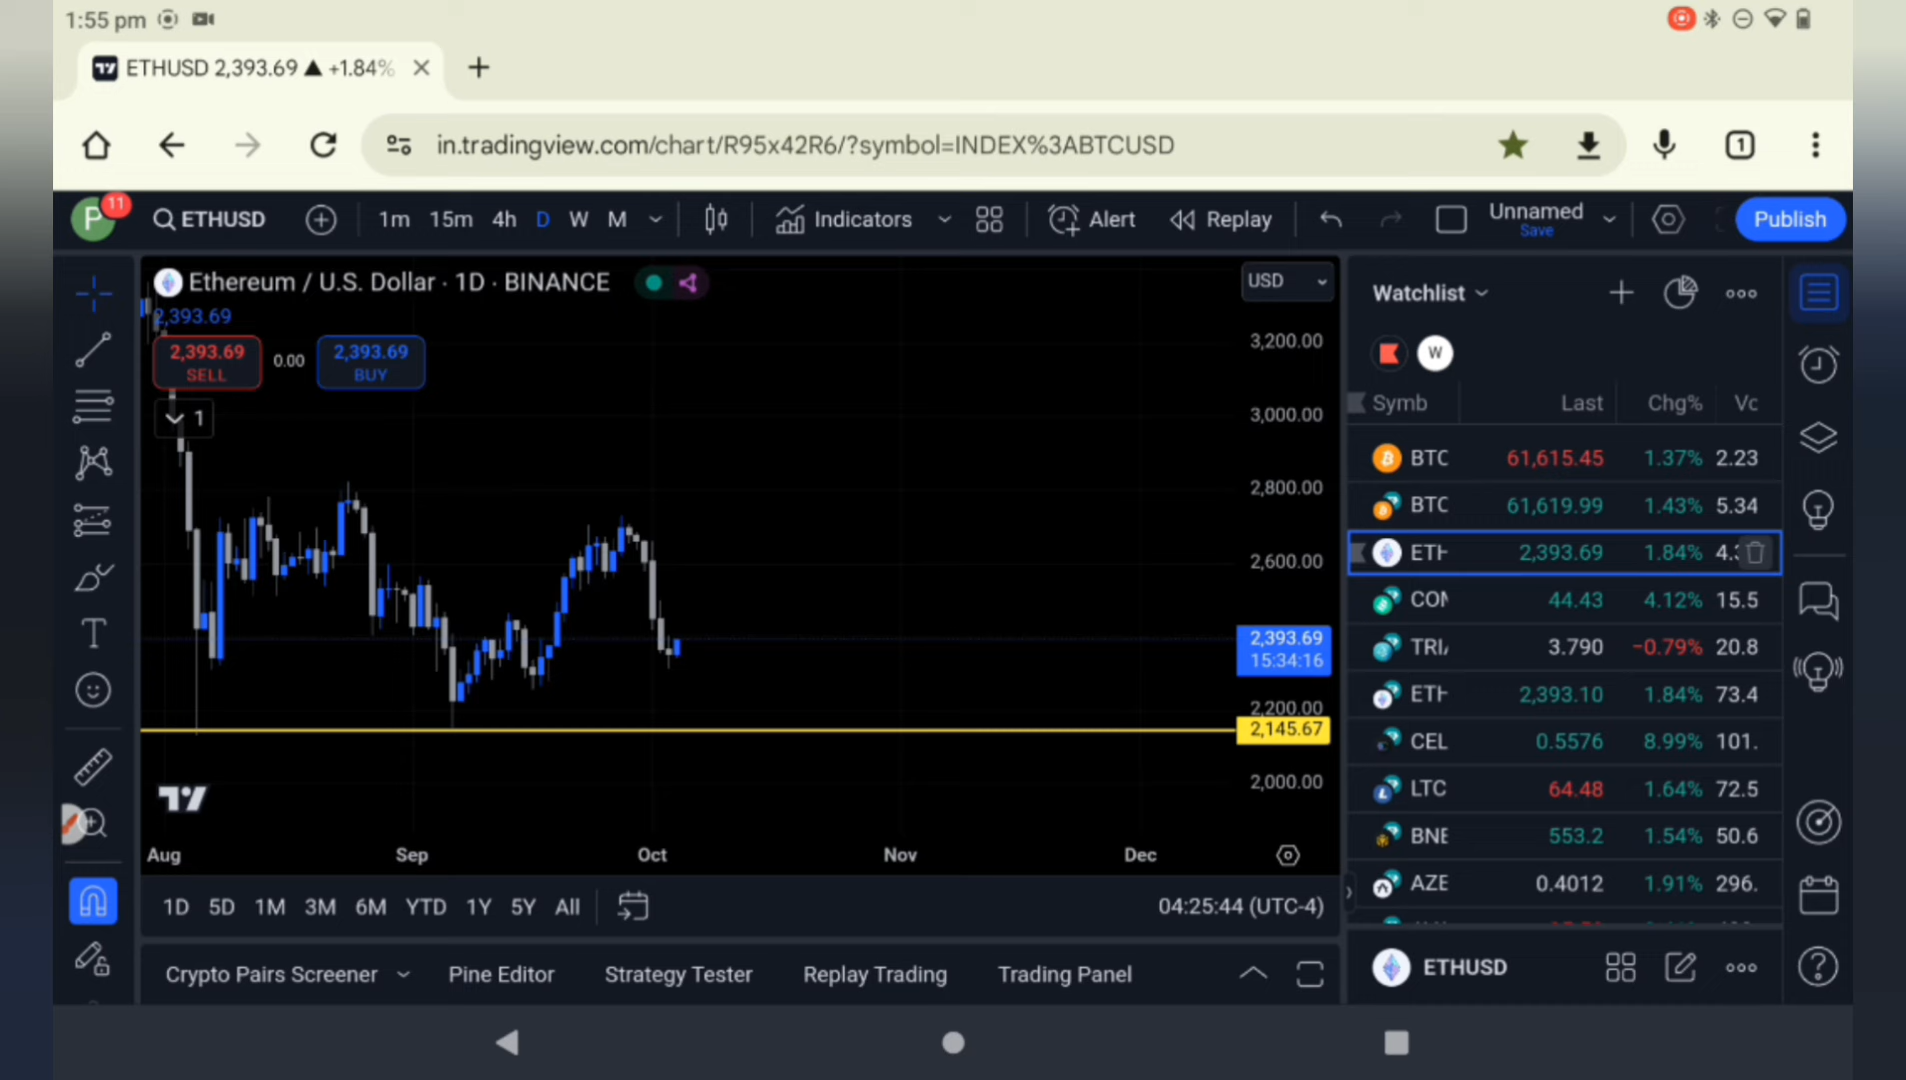 1:55 pm
ETHUSD 2,393.69 ▲ +1.84%
in.tradingview.com/chart/R95x42R6/?symbol=INDEX%3ABTCUSD
1
P 11
ETHUSD
1m 15m 4h D W M
Indicators
Alert
Replay
Unnamed
Save
Publish
Ethereum / U.S. Dollar · 1D · BINANCE
2,393.69
2,393.69
SELL
0.00
2,393.69
BUY
1
USD
3,200.00
3,000.00
2,800.00
2,600.00
2,393.69
15:34:16
2,200.00
2,145.67
2,000.00
Aug Sep Oct Nov Dec
1D 5D 1M 3M 6M YTD 1Y 5Y All
04:25:44 (UTC-4)
Crypto Pairs Screener Pine Editor Strategy Tester Replay Trading Trading Panel
Watchlist
W
Symb Last Chg% Vo
BTC 61,615.45 1.37% 2.23
BTC 61,619.99 1.43% 5.34
ETH 2,393.69 1.84%
COM 44.43 4.12% 15.5
TRI 3.790 −0.79% 20.8
ETH 2,393.10 1.84% 73.4
CEL 0.5576 8.99% 101.
LTC 64.48 1.64% 72.5
BNB 553.2 1.54% 50.6
AZE 0.4012 1.91% 296.
ETHUSD